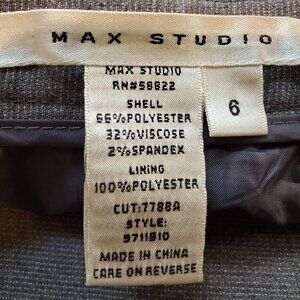 MAX STUDIO
6
MAX STUDIO
RN#58822
SHELL
66%POLYESTER
32%VISCOSE
2%SPANDEX
LINING
100%POLYESTER
CUT:7788A
STYLE:
9711B10
MADE IN CHINA
CARE ON REVERSE